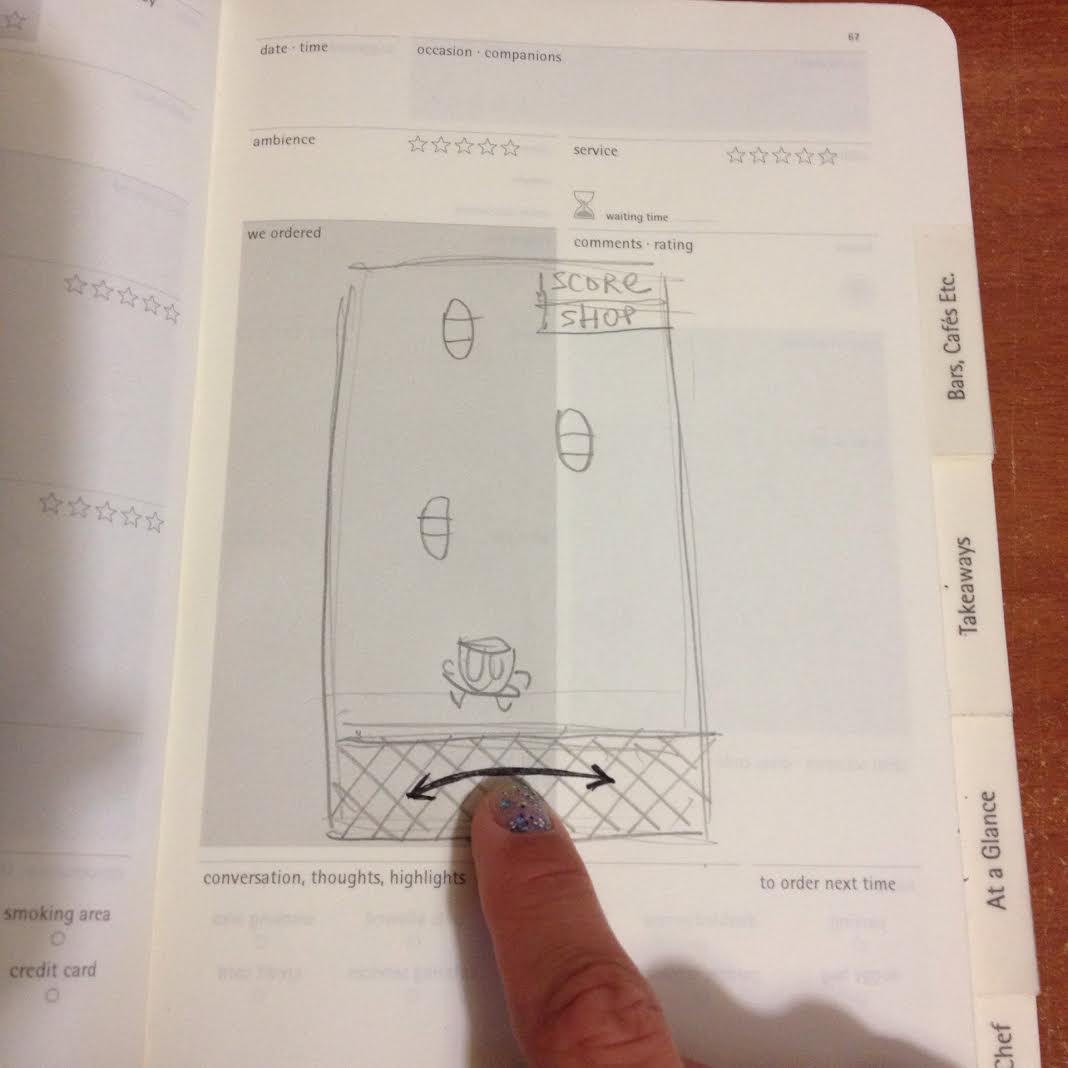 67
date · time
occasion · companions
ambience
service
waiting time
we ordered
comments · rating
SCORE
SHOP
conversation, thoughts, highlights
to order next time
smoking area
credit card
Bars, Cafés Etc.
Takeaways
At a Glance
Chef